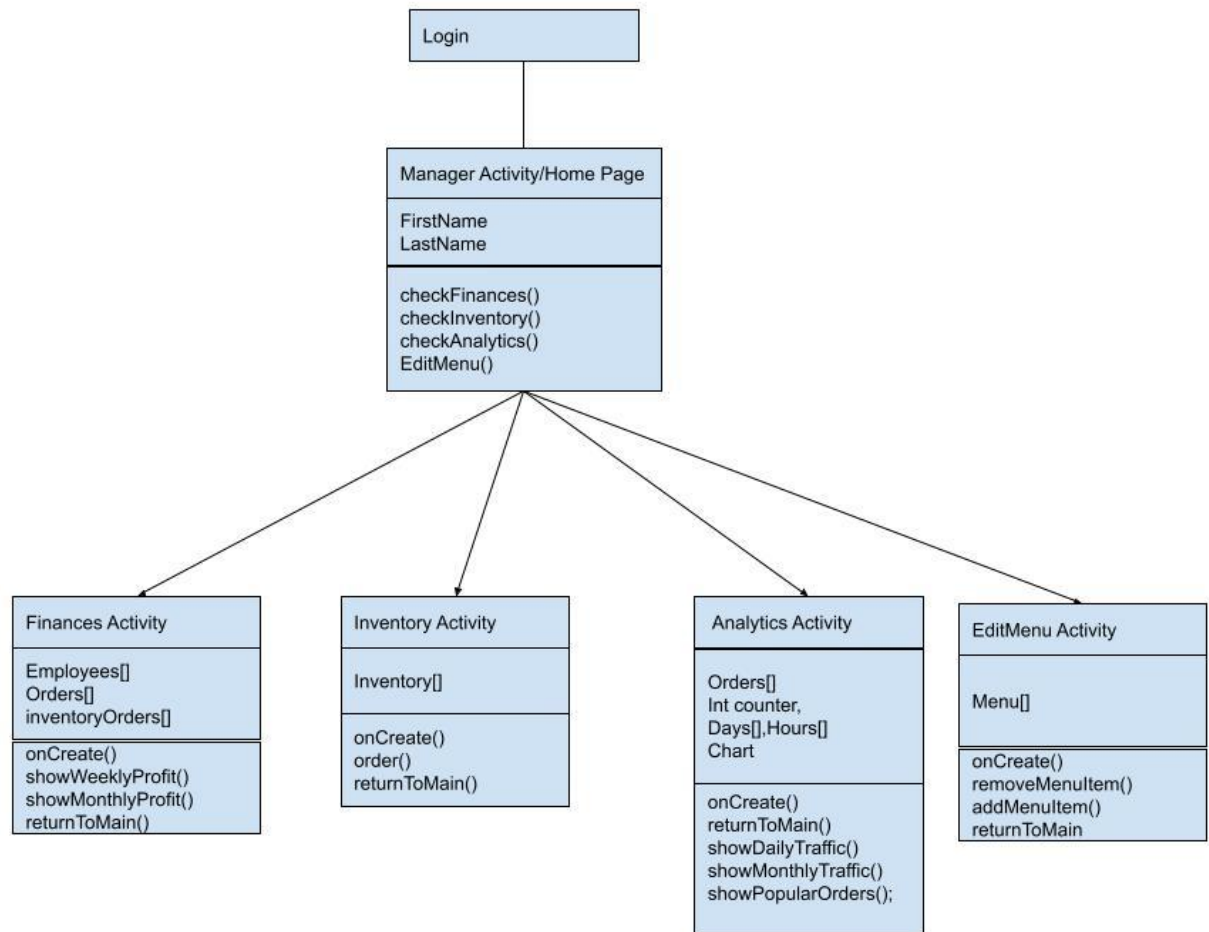 Login
Manager Activity/Home Page
FirstName
LastName
checkFinances()
checkInventory()
checkAnalytics()
EditMenu()
Finances Activity
Employees[]
Orders[]
inventoryOrders[]
onCreate()
showWeeklyProfit()
showMonthlyProfit()
returnToMain()
Inventory Activity
Inventory[]
onCreate()
order()
returnToMain()
Analytics Activity
Orders[]
Int counter,
Days[],Hours[]
Chart
onCreate()
returnToMain()
showDailyTraffic()
showMonthlyTraffic()
showPopularOrders();
EditMenu Activity
Menu[]
onCreate()
removeMenuItem()
addMenuItem()
returnToMain